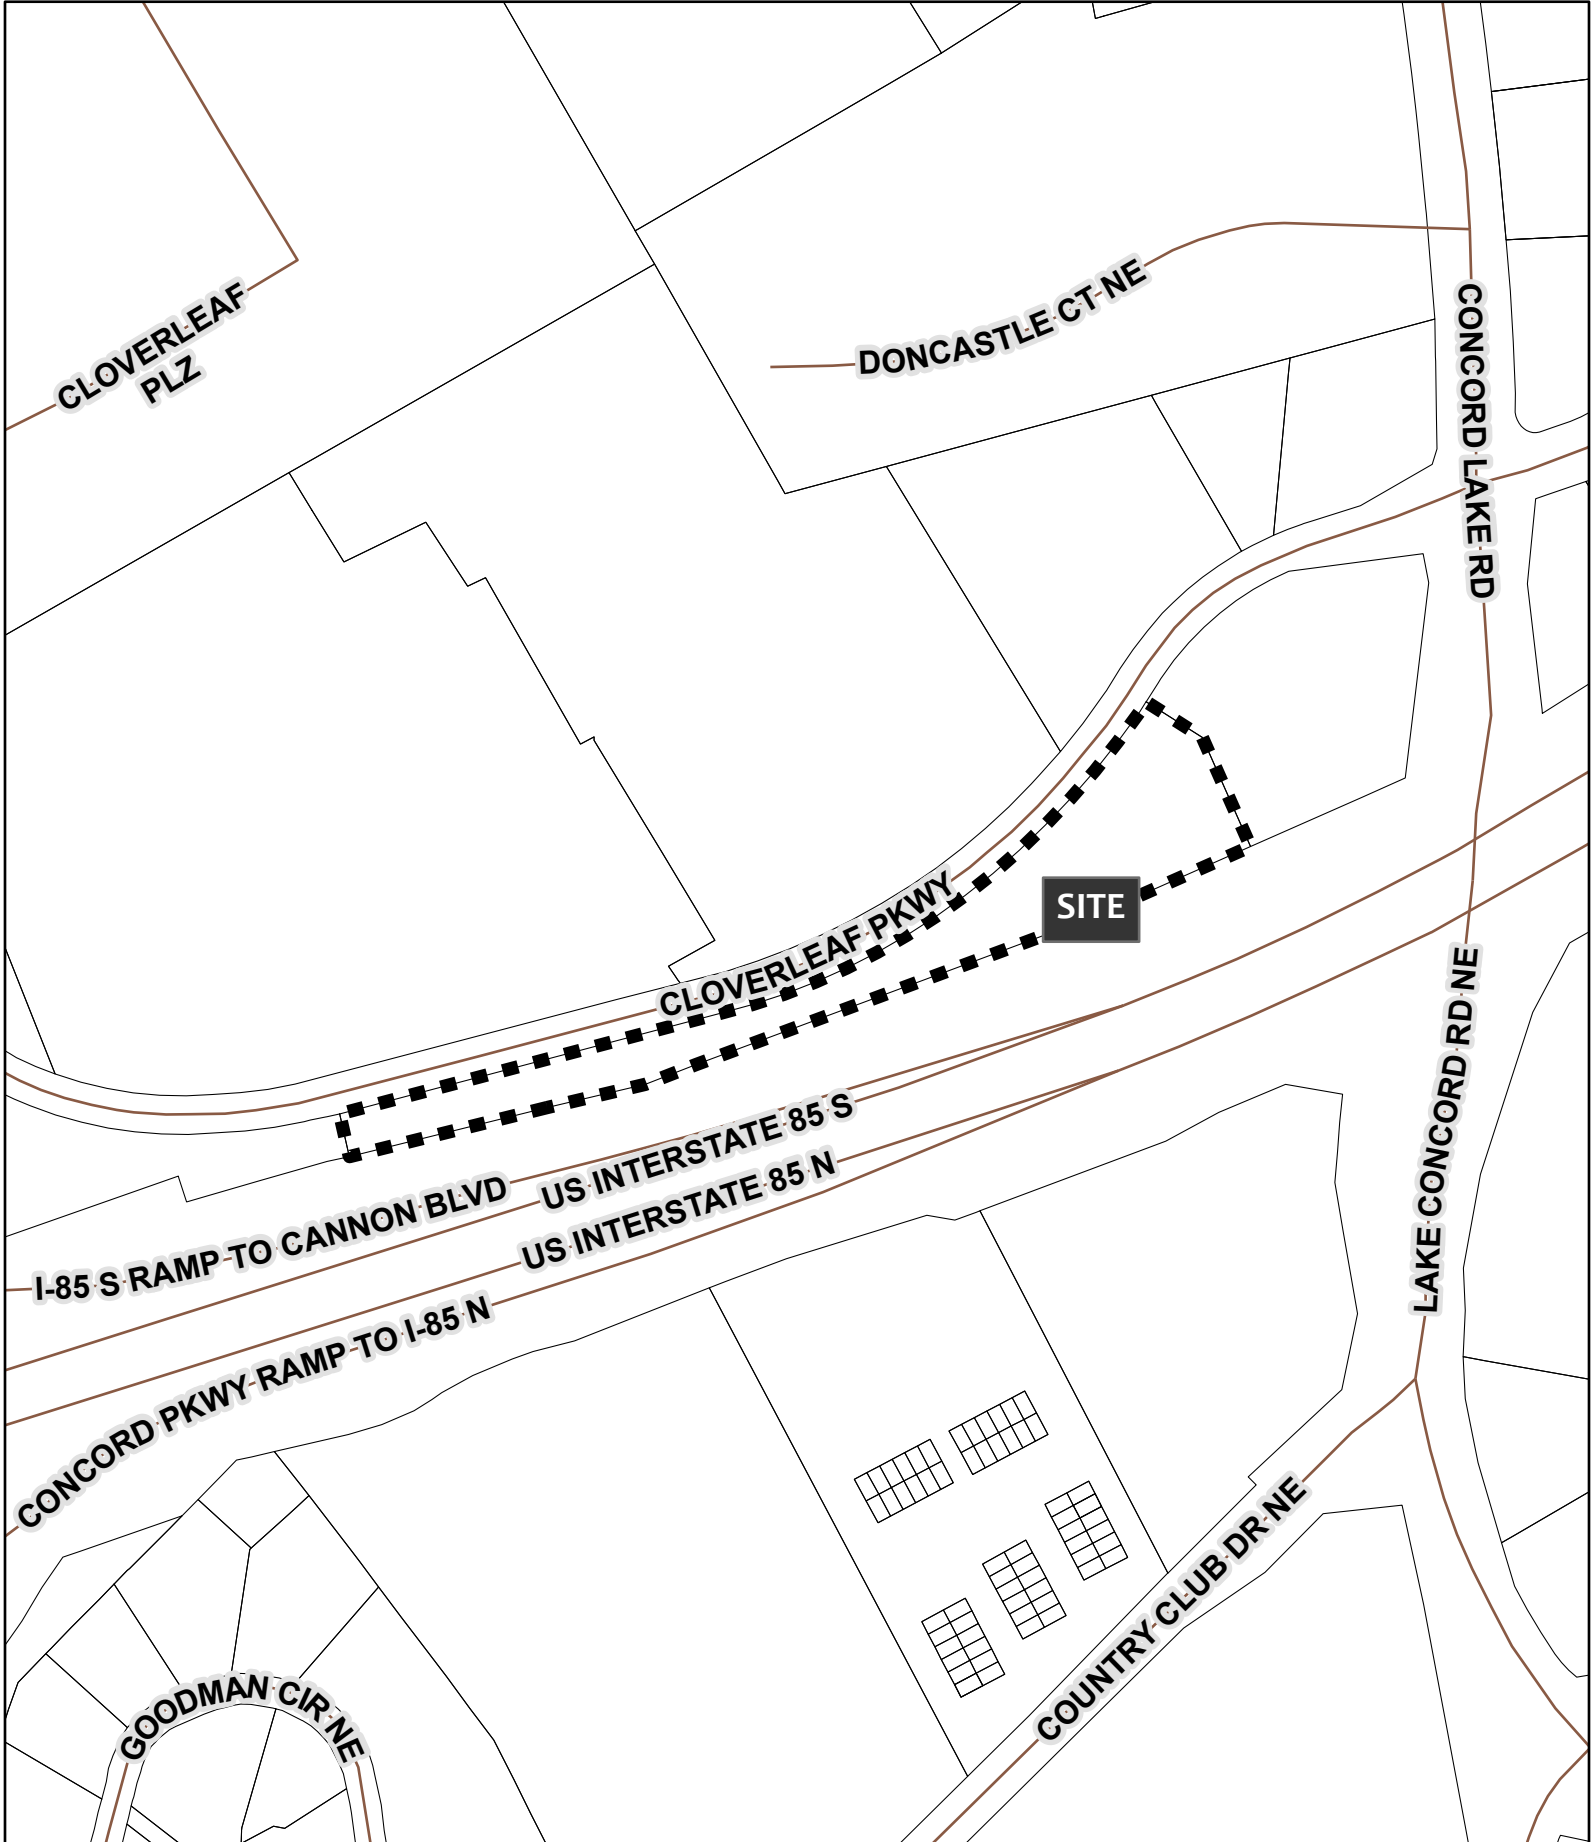 CLOVERLEAF
PLZ
DONCASTLE CT NE
CONCORD LAKE RD
CLOVERLEAF PKWY
SITE
LAKE CONCORD RD NE
US INTERSTATE 85 S
US INTERSTATE 85 N
I-85 S RAMP TO CANNON BLVD
CONCORD PKWY RAMP TO I-85 N
COUNTRY CLUB DR NE
GOODMAN CIR NE